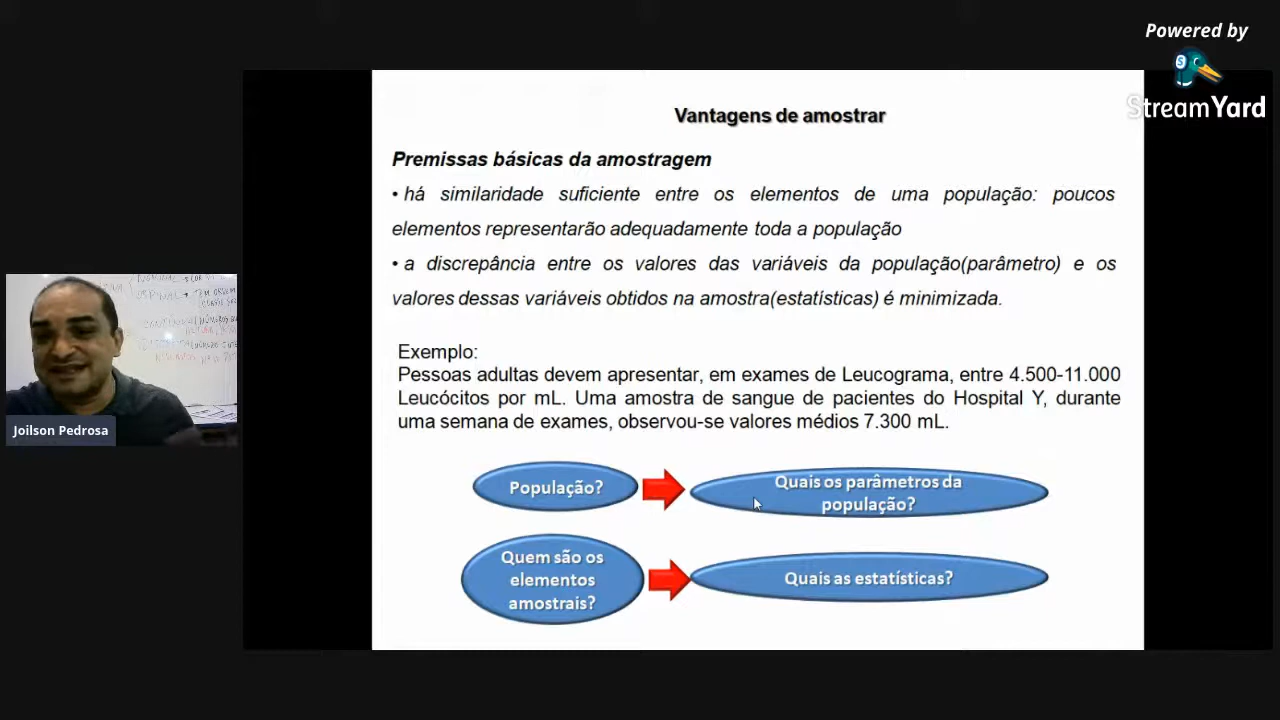 Powered by
StreamYard
Vantagens de amostrar
Premissas básicas da amostragem
• há similaridade suficiente entre os elementos de uma população: poucos
elementos representarão adequadamente toda a população
• a discrepância entre os valores das variáveis da população(parâmetro) e os
valores dessas variáveis obtidos na amostra(estatísticas) é minimizada.
Exemplo:
Pessoas adultas devem apresentar, em exames de Leucograma, entre 4.500-11.000
Leucócitos por mL. Uma amostra de sangue de pacientes do Hospital Y, durante
uma semana de exames, observou-se valores médios 7.300 mL.
População?
Quais os parâmetros da
população?
Quem são os
elementos
amostrais?
Quais as estatísticas?
Joilson Pedrosa